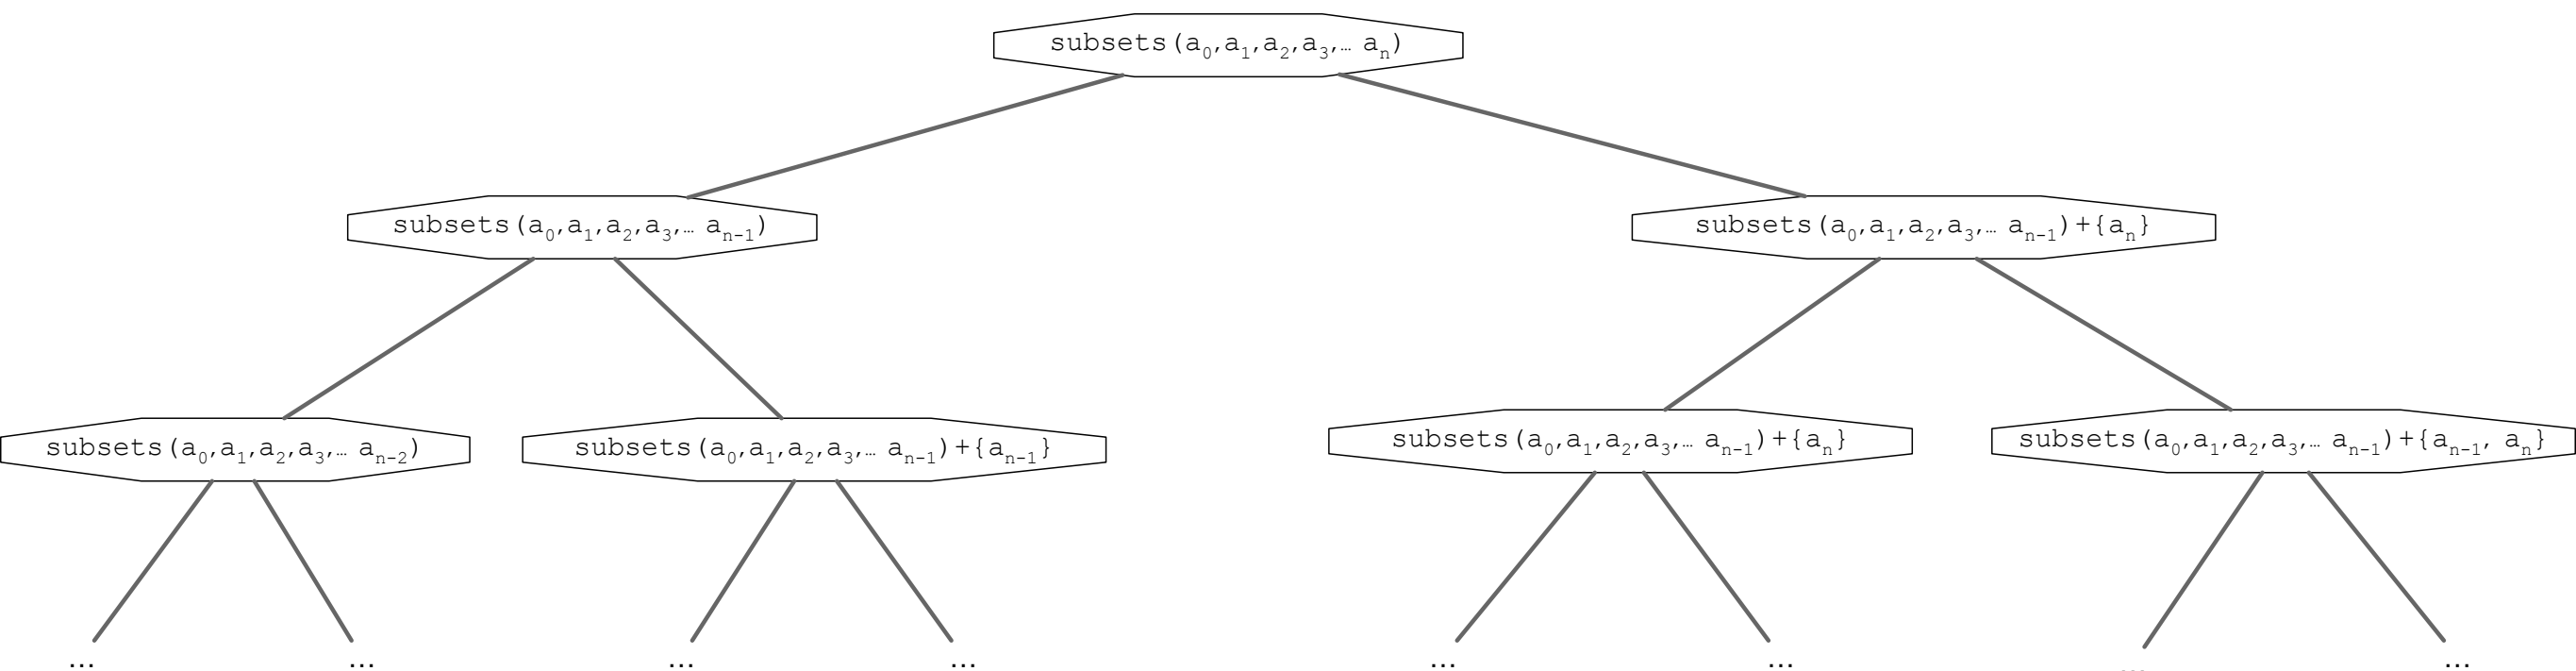 subsets(a₀,a₁,a₂,a₃,… aₙ)
subsets(a₀,a₁,a₂,a₃,… aₙ₋₁)
subsets(a₀,a₁,a₂,a₃,… aₙ₋₁)+{aₙ}
subsets(a₀,a₁,a₂,a₃,… aₙ₋₂)
subsets(a₀,a₁,a₂,a₃,… aₙ₋₁)+{aₙ₋₁}
subsets(a₀,a₁,a₂,a₃,… aₙ₋₁)+{aₙ}
subsets(a₀,a₁,a₂,a₃,… aₙ₋₁)+{aₙ₋₁, aₙ}
… … … … … … … …